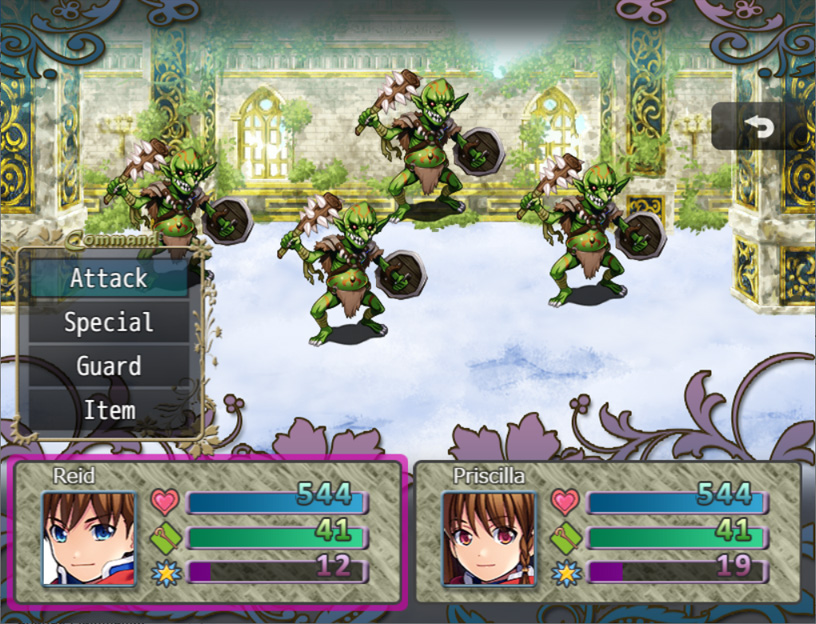 Command
Attack
Special
Guard
Item
Reid
544
41
12
Priscilla
544
41
19